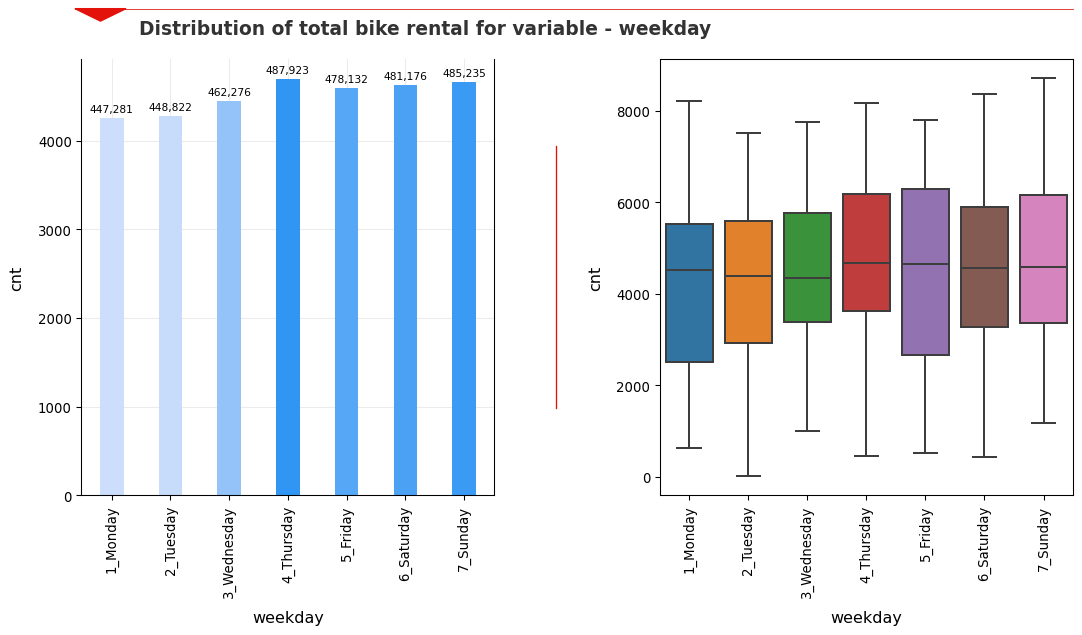 Distribution of total bike rental for variable - weekday
447,281
448,822
462,276
487,923
478,132
481,176
485,235
4000
3000
2000
1000
0
cnt
1_Monday
2_Tuesday
3_Wednesday
4_Thursday
5_Friday
6_Saturday
7_Sunday
weekday
8000
6000
4000
2000
0
cnt
1_Monday
2_Tuesday
3_Wednesday
4_Thursday
5_Friday
6_Saturday
7_Sunday
weekday